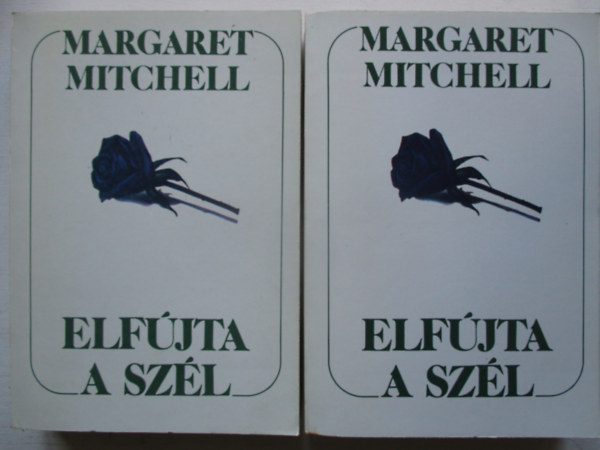 MARGARET
MITCHELL
ELFÚJTA
A SZÉL
MARGARET
MITCHELL
ELFÚJTA
A SZÉL